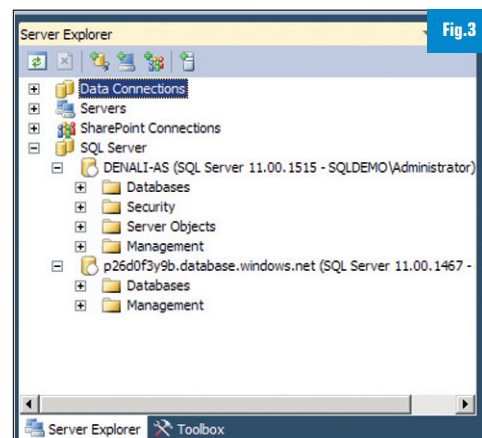 Fig.3
Server Explorer
Data Connections
Servers
SharePoint Connections
SQL Server
DENALI-AS (SQL Server 11.00.1515 - SQLDEMO\Administrator)
Databases
Security
Server Objects
Management
p26d0f3y9b.database.windows.net (SQL Server 11.00.1467 -
Databases
Management
Server Explorer
Toolbox